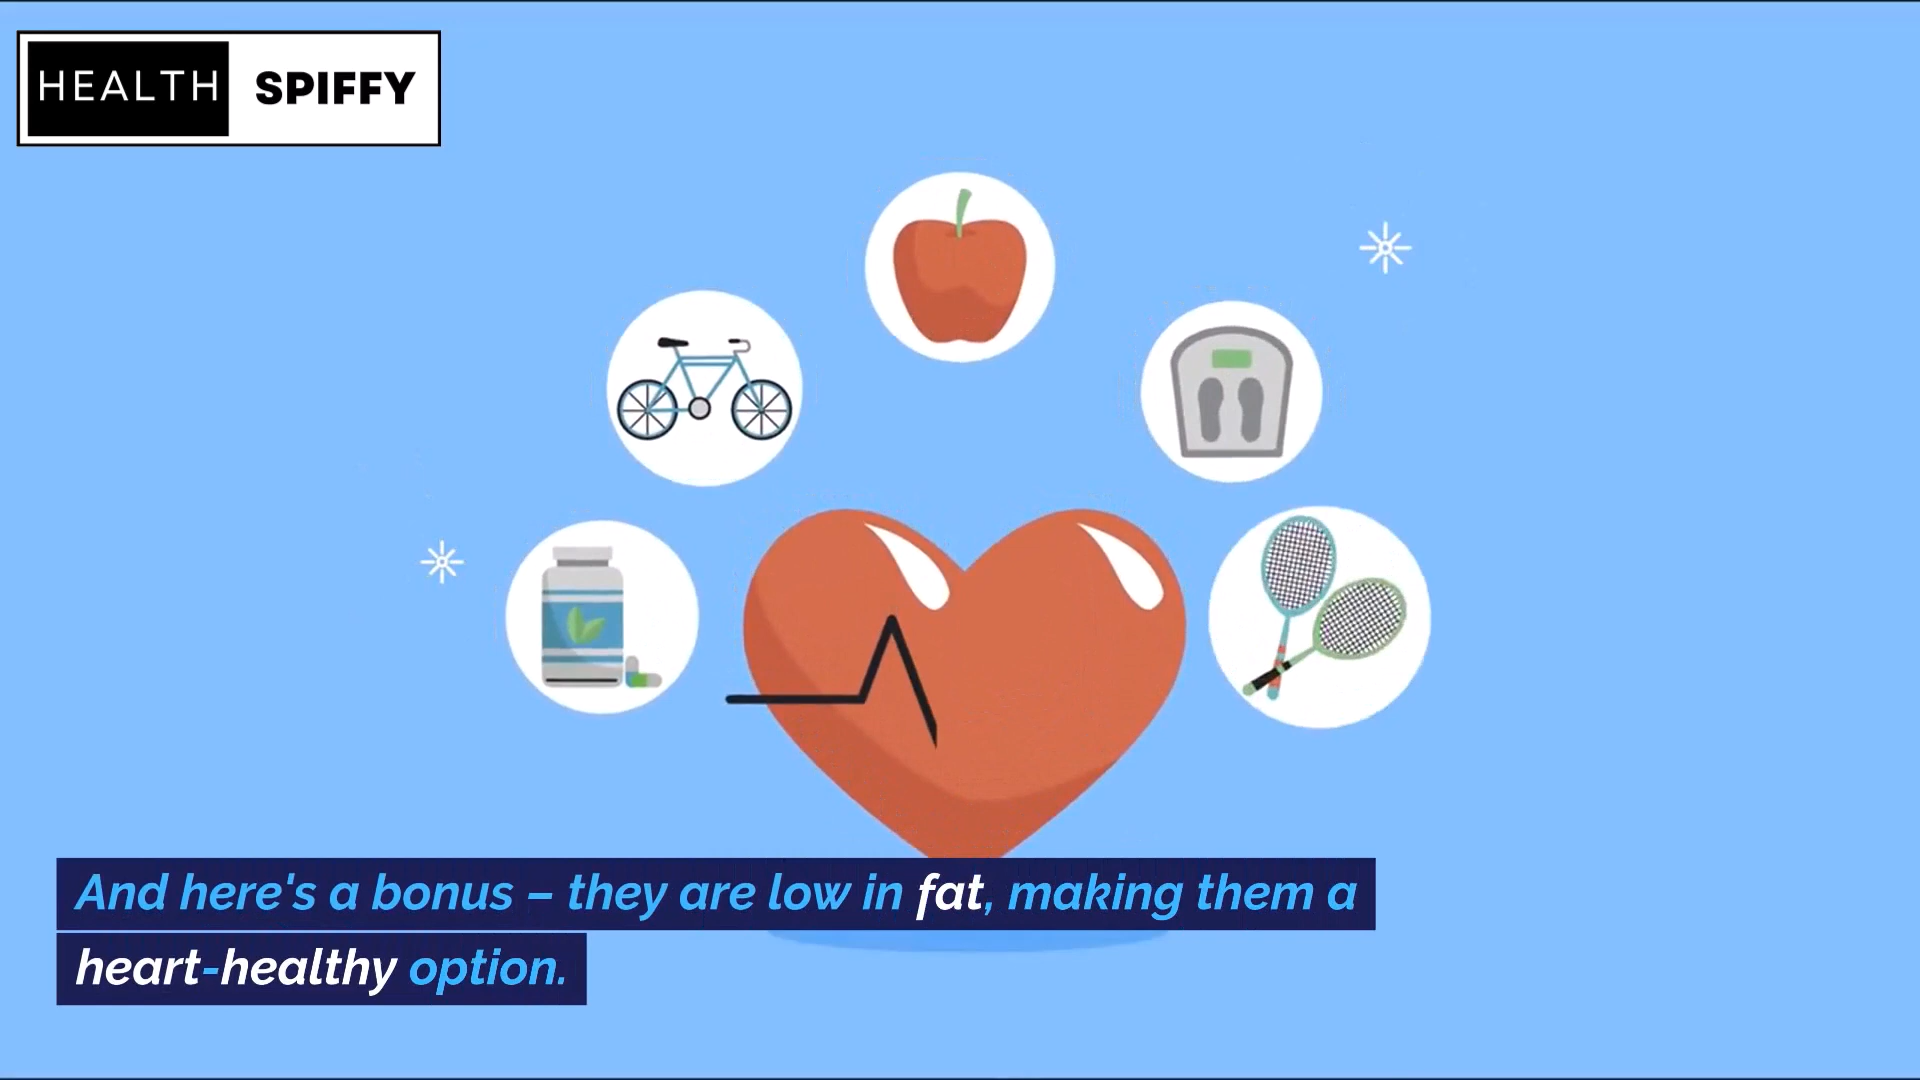 HEALTH SPIFFY
And here's a bonus – they are low in fat, making them a
heart-healthy option.